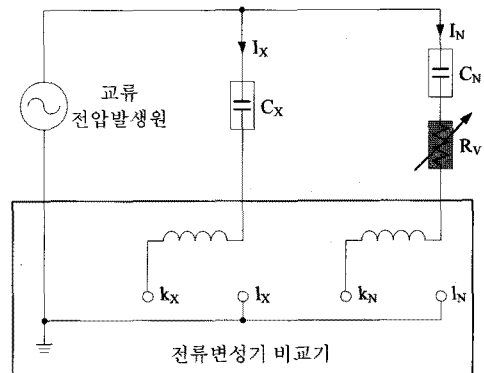 I_X
I_N
교류
전압발생원
C_X
C_N
R_V
k_X
l_X
k_N
l_N
전류변성기 비교기